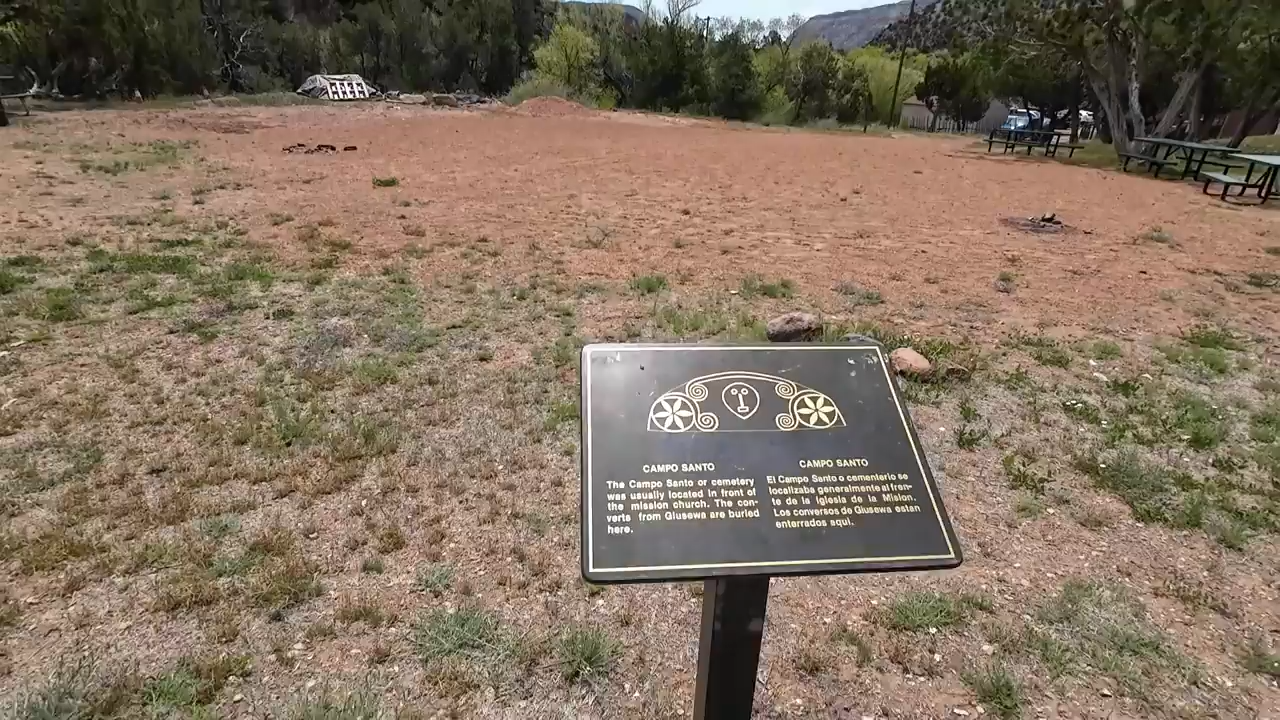 CAMPO SANTO
The Campo Santo or cemetery
was usually located in front of
the mission church. The con-
verts from Giusewa are buried
here.
CAMPO SANTO
El Campo Santo o cementerio se
localizaba generalmente al fren-
te de la iglesia de la Mision.
Los conversos de Giusewa estan
enterrados aqui.